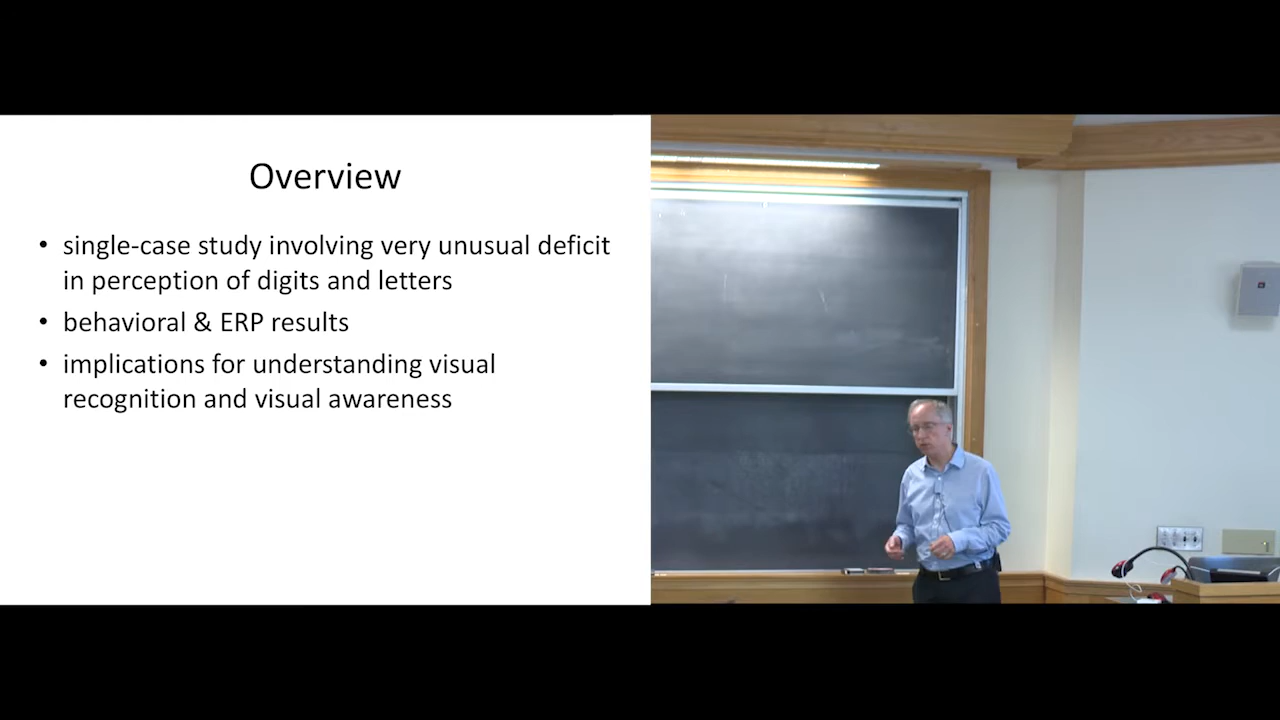 Overview
• single-case study involving very unusual deficit
in perception of digits and letters
• behavioral & ERP results
• implications for understanding visual
recognition and visual awareness